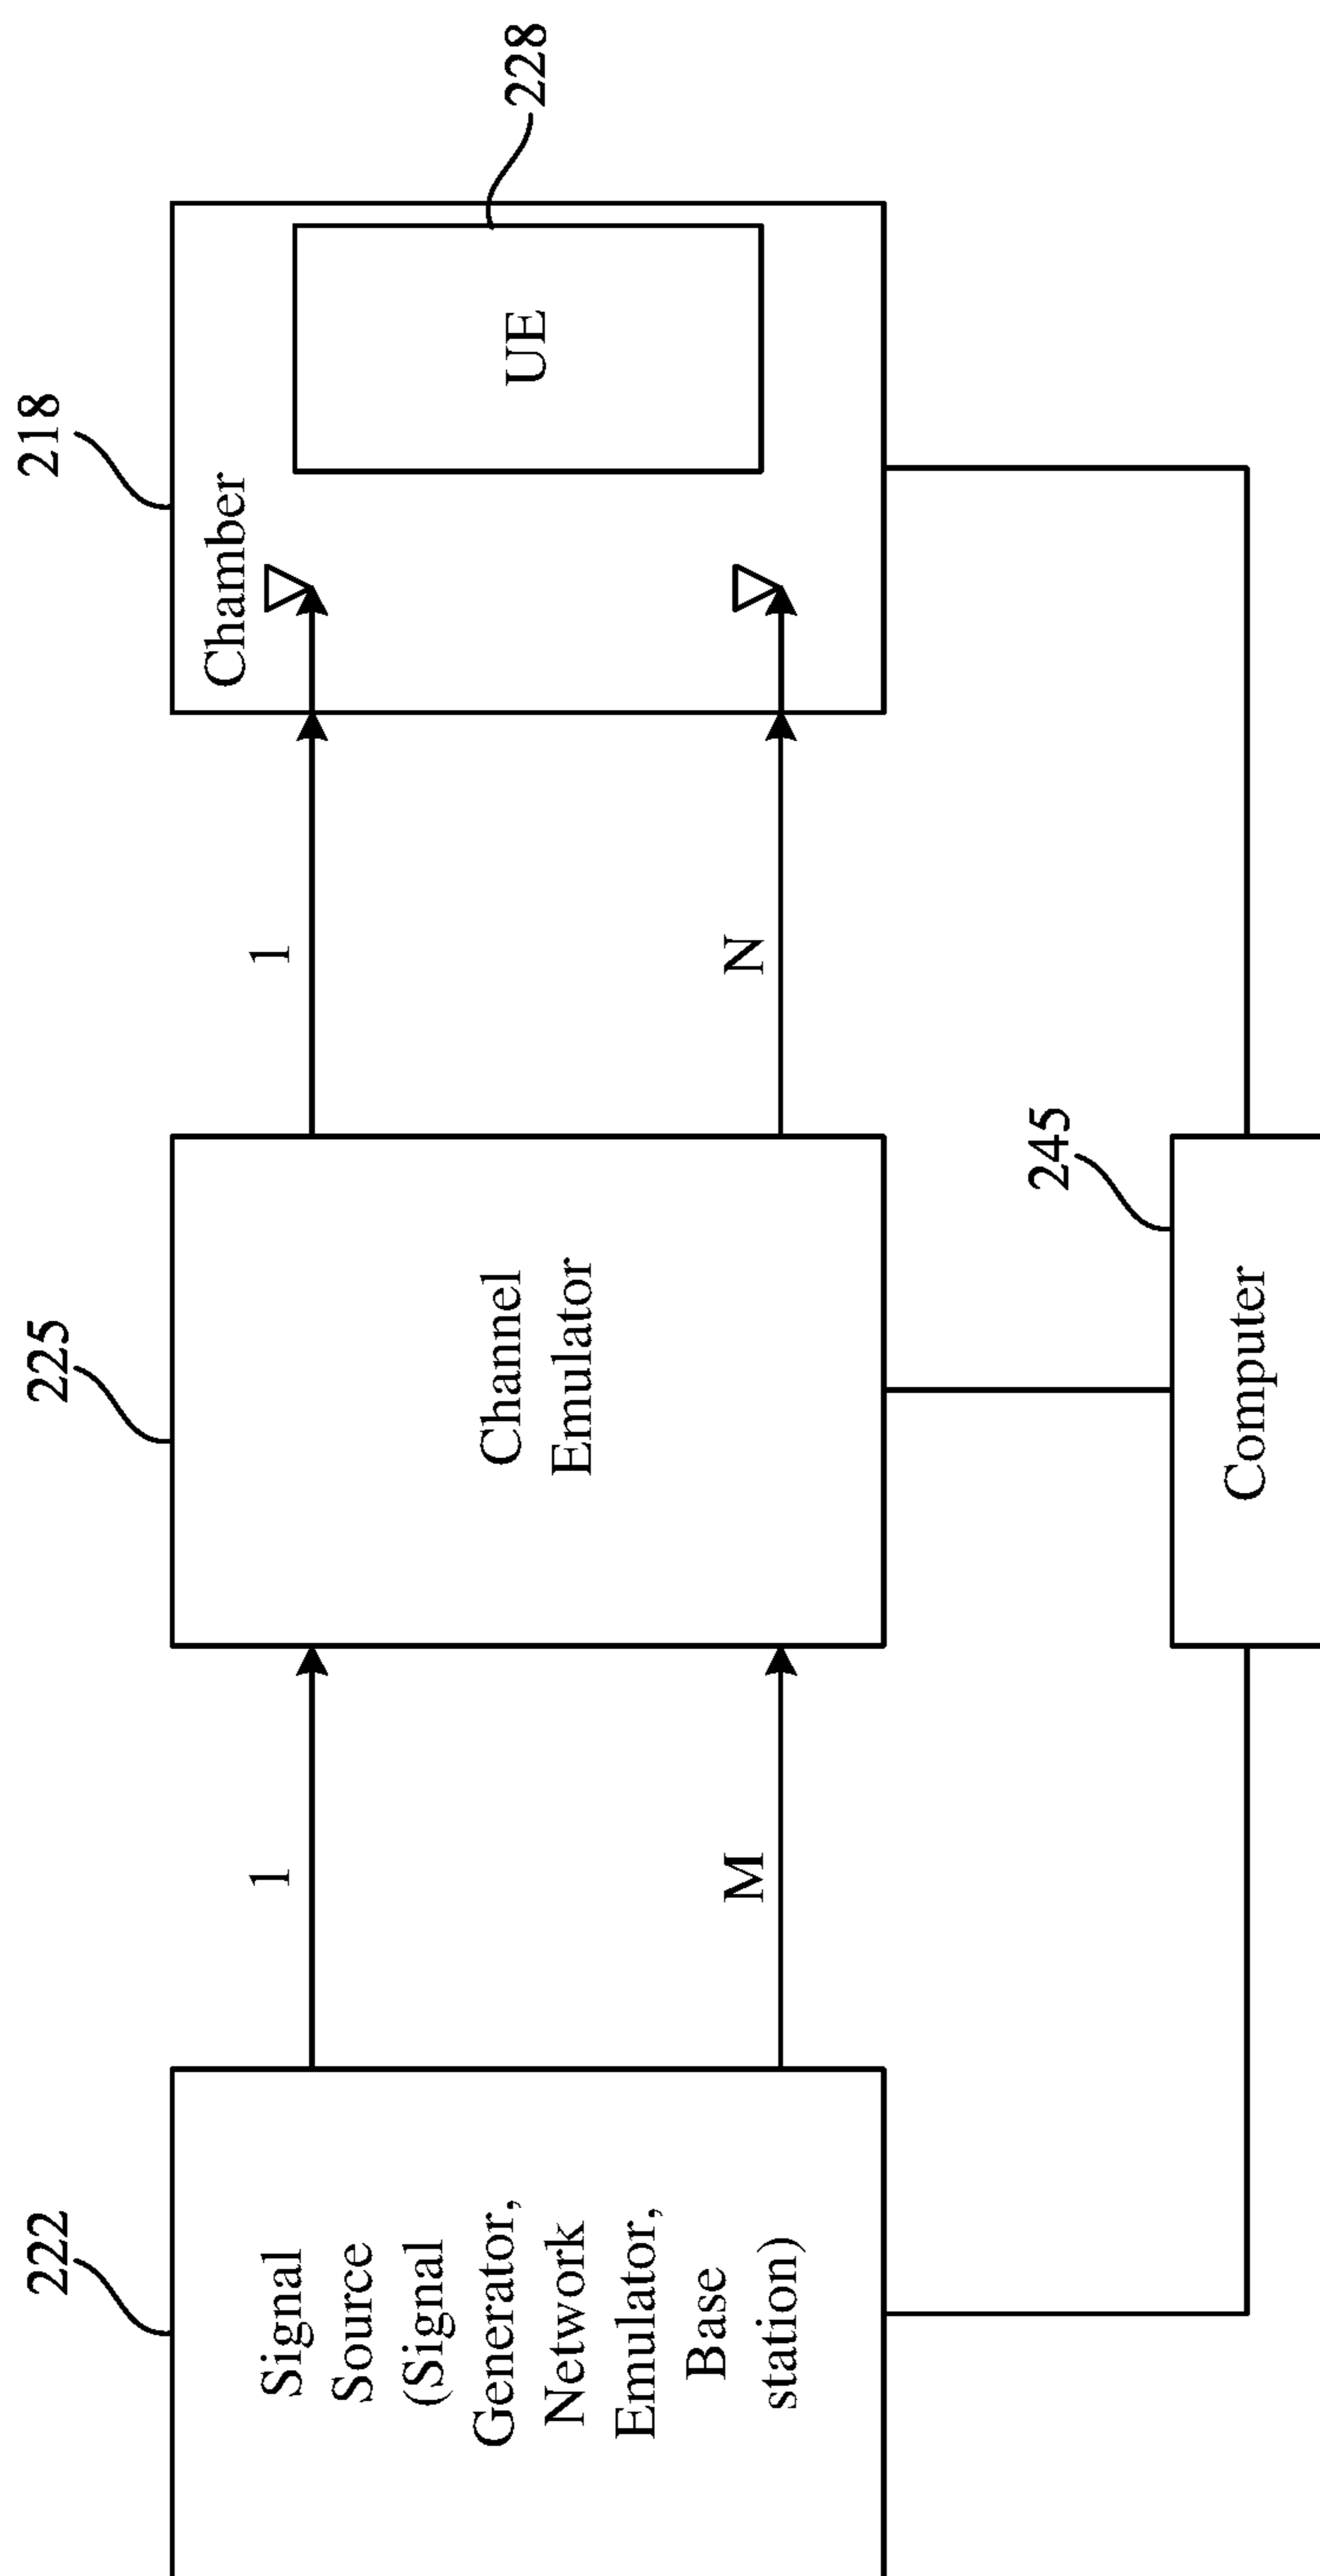 222
Signal
Source
(Signal
Generator,
Network
Emulator,
Base
station)
1
M
225
Channel
Emulator
1
N
218
Chamber
UE
228
245
Computer